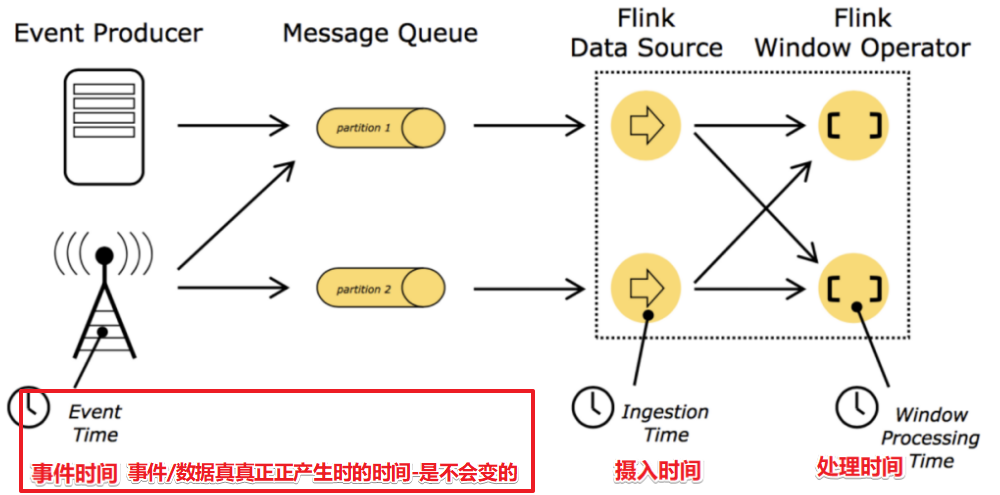 Event Producer
Message Queue
Flink
Data Source
Flink
Window Operator
partition 1
partition 2
Event
Time
Ingestion
Time
Window
Processing
Time
事件时间 事件/数据真真正正产生时的时间-是不会变的
摄入时间
处理时间